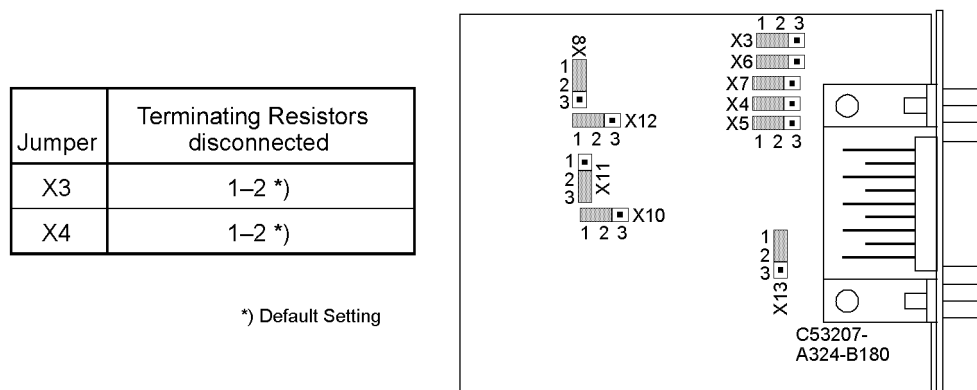 Jumper
Terminating Resistors
disconnected
X3
1–2 *)
X4
1–2 *)
*) Default Setting
1 2 3
X3
X6
X7
X4
X5
1 2 3
X8
1
2
3
X12
1 2 3
1
2
3
X11
X10
1 2 3
1
2
3
X13
C53207-
A324-B180